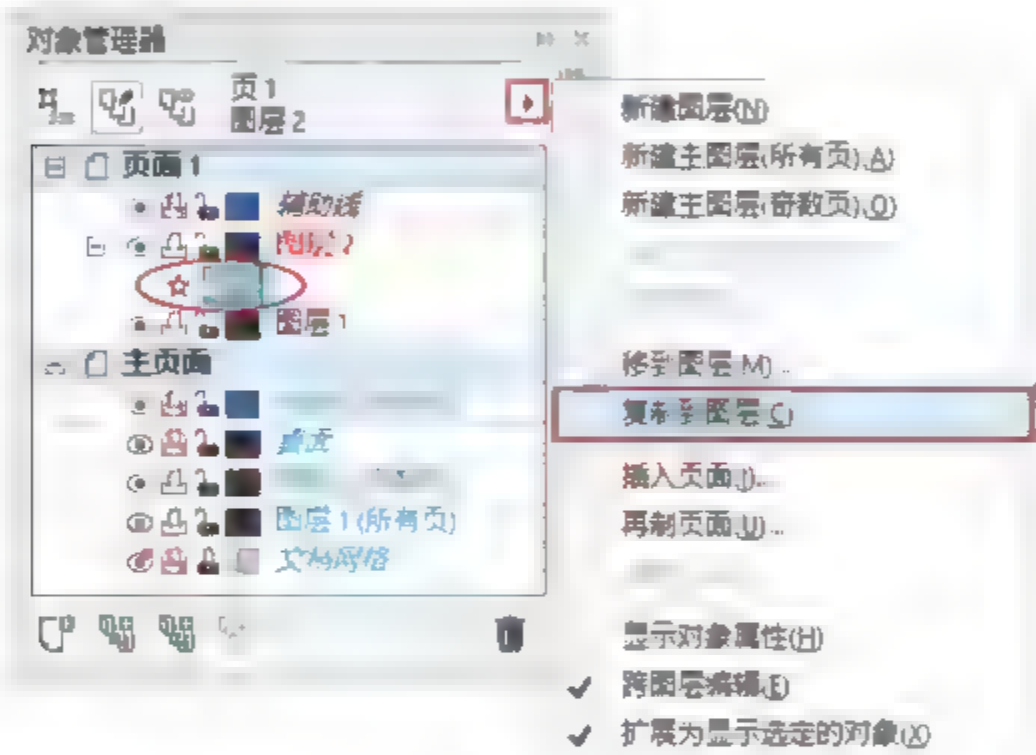 对象管理器
页 1
图层 2
页面 1
辅助线
图层 2
图层 1
主页面
桌面
图层 1 (所有页)
文档网格
新建图层(N)
新建主图层(所有页)(A)
新建主图层(奇数页)(O)
移到图层(M)...
复制到图层(C)
插入页面(I)...
再制页面(U)...
显示对象属性(H)
跨图层编辑(E)
扩展为显示选定的对象(X)